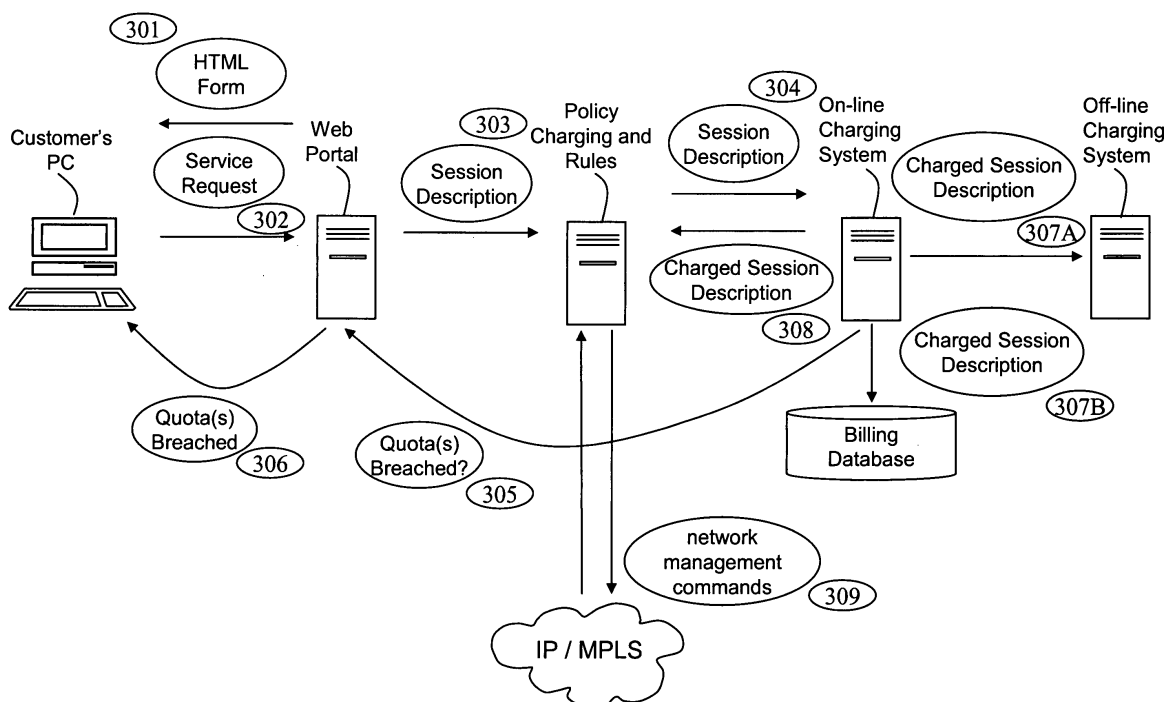 301
HTML
Form
Customer's
PC
Service
Request
302
Web
Portal
303
Session
Description
Policy
Charging and
Rules
304
Session
Description
On-line
Charging
System
Charged Session
Description
307A
Off-line
Charging
System
Charged Session
Description
308
Charged Session
Description
307B
Billing
Database
Quota(s)
Breached
306
Quota(s)
Breached?
305
network
management
commands
309
IP / MPLS